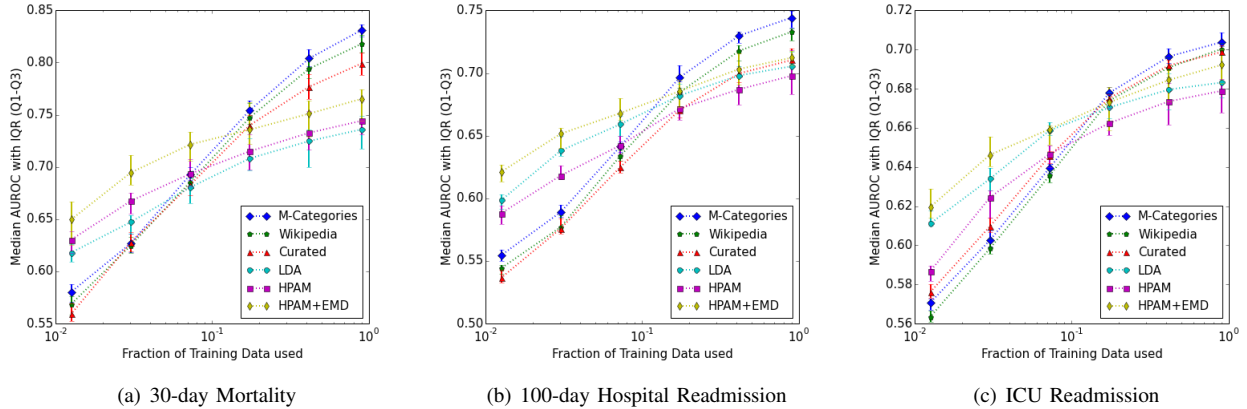 0.85
0.80
0.75
0.70
0.65
0.60
0.55
10⁻²
10⁻¹
10⁰
Median AUROC with IQR (Q1-Q3)
Fraction of Training Data used
M-Categories
Wikipedia
Curated
LDA
HPAM
HPAM+EMD
(a) 30-day Mortality
0.75
0.70
0.65
0.60
0.55
0.50
10⁻²
10⁻¹
10⁰
Median AUROC with IQR (Q1-Q3)
Fraction of Training Data used
M-Categories
Wikipedia
Curated
LDA
HPAM
HPAM+EMD
(b) 100-day Hospital Readmission
0.72
0.70
0.68
0.66
0.64
0.62
0.60
0.58
0.56
10⁻²
10⁻¹
10⁰
Median AUROC with IQR (Q1-Q3)
Fraction of Training Data used
M-Categories
Wikipedia
Curated
LDA
HPAM
HPAM+EMD
(c) ICU Readmission